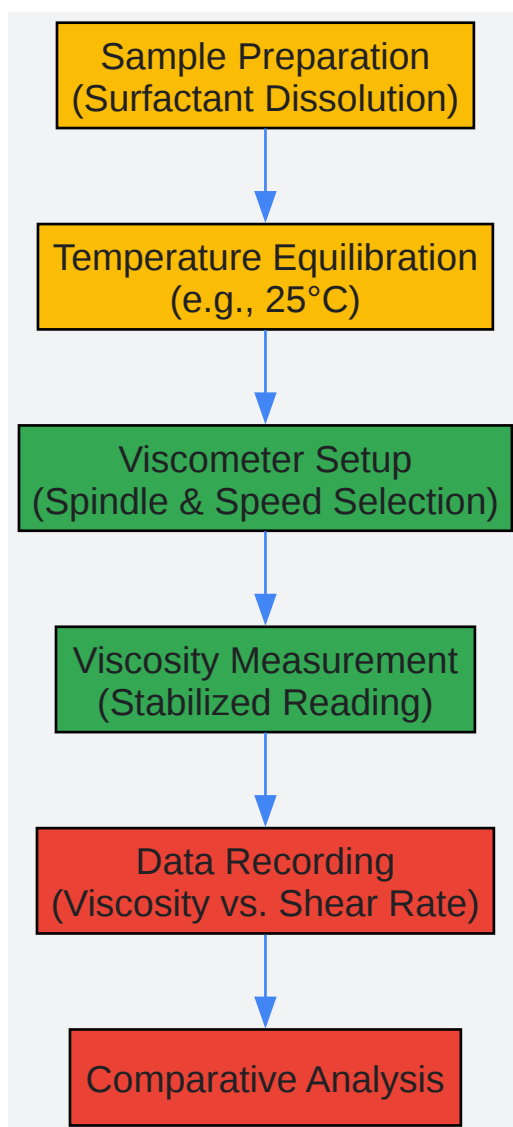 Sample Preparation
(Surfactant Dissolution)
Temperature Equilibration
(e.g., 25°C)
Viscometer Setup
(Spindle & Speed Selection)
Viscosity Measurement
(Stabilized Reading)
Data Recording
(Viscosity vs. Shear Rate)
Comparative Analysis